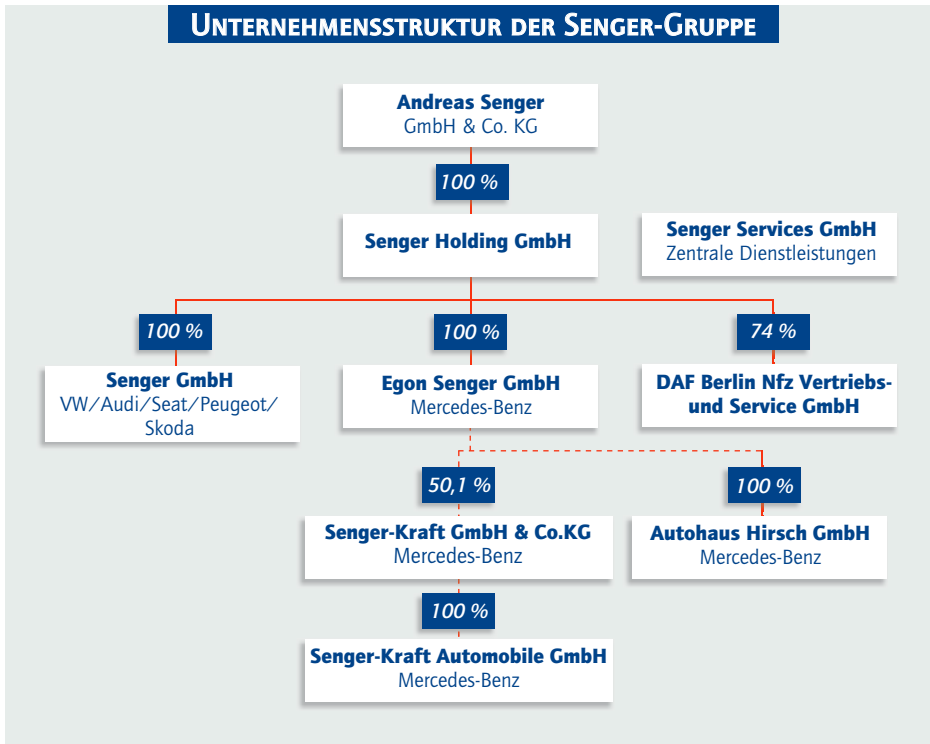 Unternehmensstruktur der Senger-Gruppe
Andreas Senger
GmbH & Co. KG
100 %
Senger Holding GmbH
Senger Services GmbH
Zentrale Dienstleistungen
100 %
100 %
74 %
Senger GmbH
VW/Audi/Seat/Peugeot/
Skoda
Egon Senger GmbH
Mercedes-Benz
DAF Berlin Nfz Vertriebs-
und Service GmbH
50,1 %
100 %
Senger-Kraft GmbH & Co.KG
Mercedes-Benz
Autohaus Hirsch GmbH
Mercedes-Benz
100 %
Senger-Kraft Automobile GmbH
Mercedes-Benz